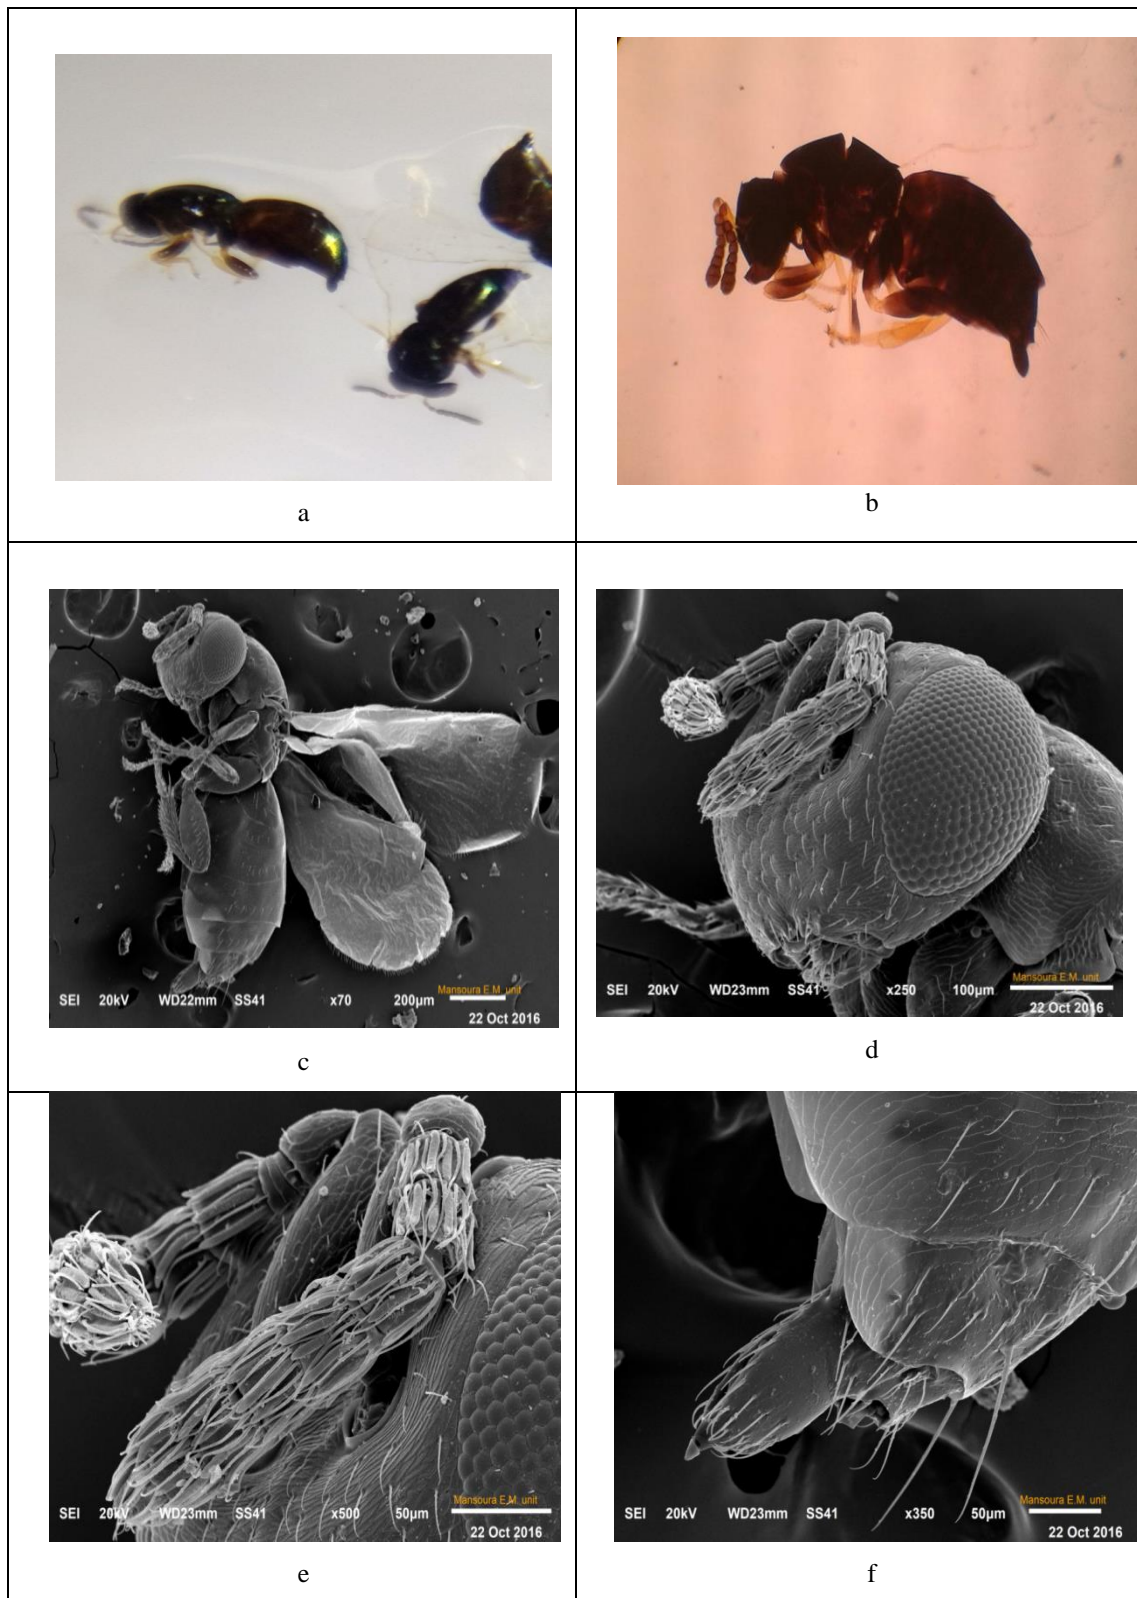 a
b
Mansoura E.M. unit
SEI 20kV WD22mm SS41 x70 200µm
22 Oct 2016
c
Mansoura E.M. unit
SEI 20kV WD23mm SS41 x250 100µm
22 Oct 2016
d
Mansoura E.M. unit
SEI 20kV WD23mm SS41 x500 50µm
22 Oct 2016
e
Mansoura E.M. unit
SEI 20kV WD23mm SS41 x350 50µm
22 Oct 2016
f